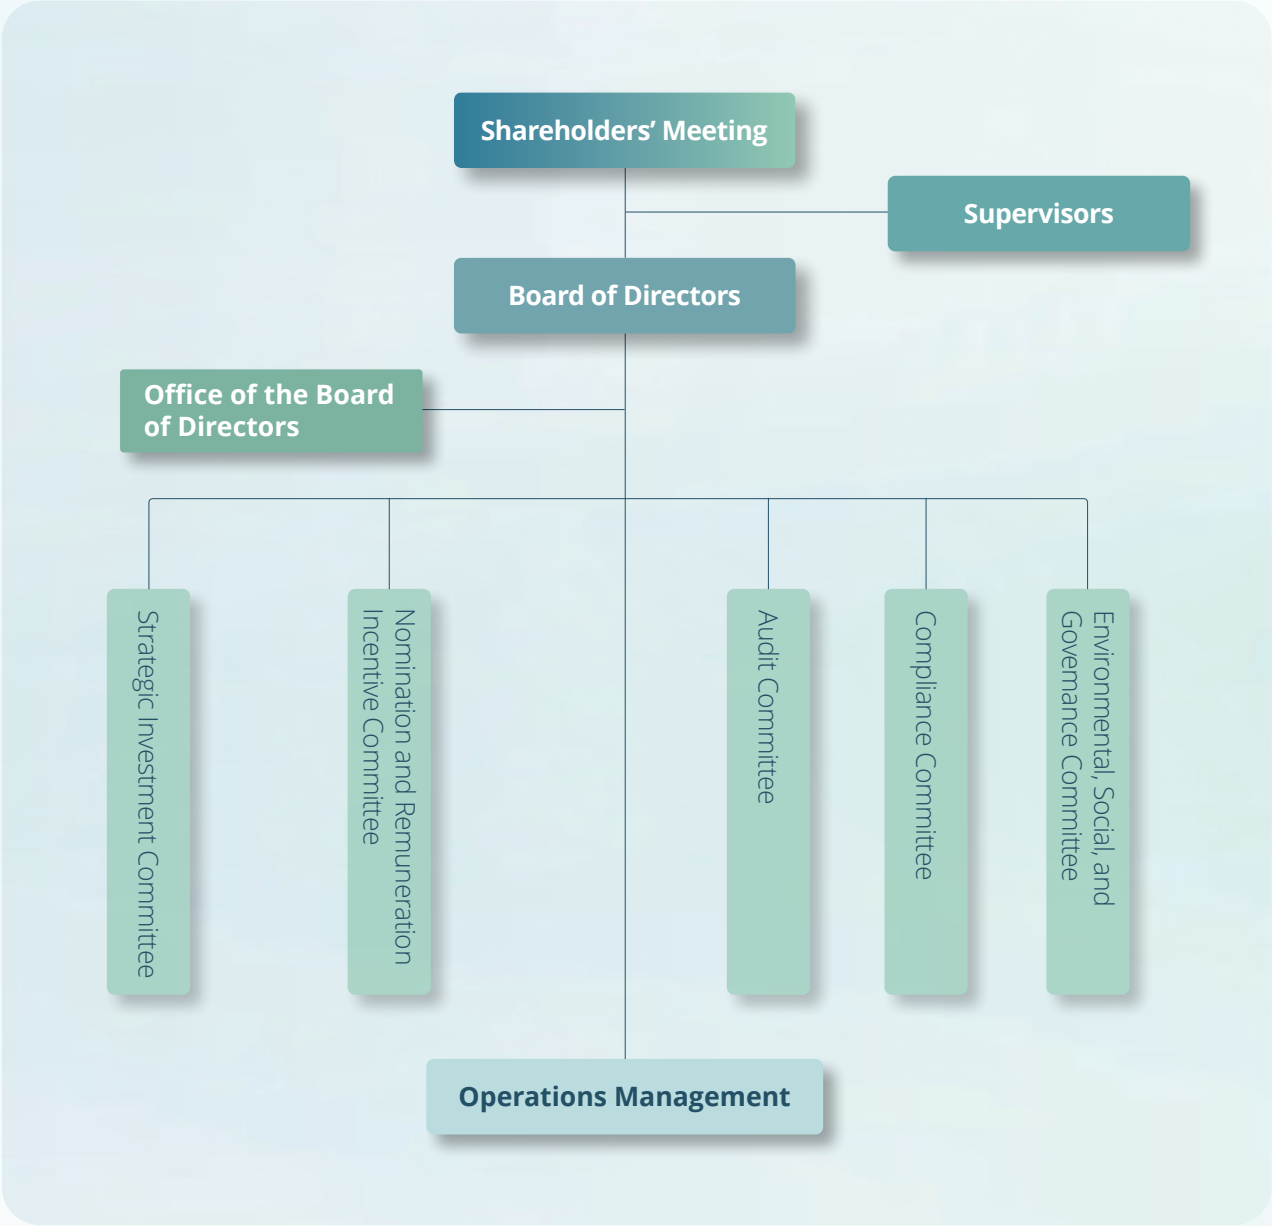 Shareholders’ Meeting
Supervisors
Board of Directors
Office of the Board
of Directors
Strategic Investment Committee
Nomination and Remuneration
Incentive Committee
Audit Committee
Compliance Committee
Environmental, Social, and
Governance Committee
Operations Management